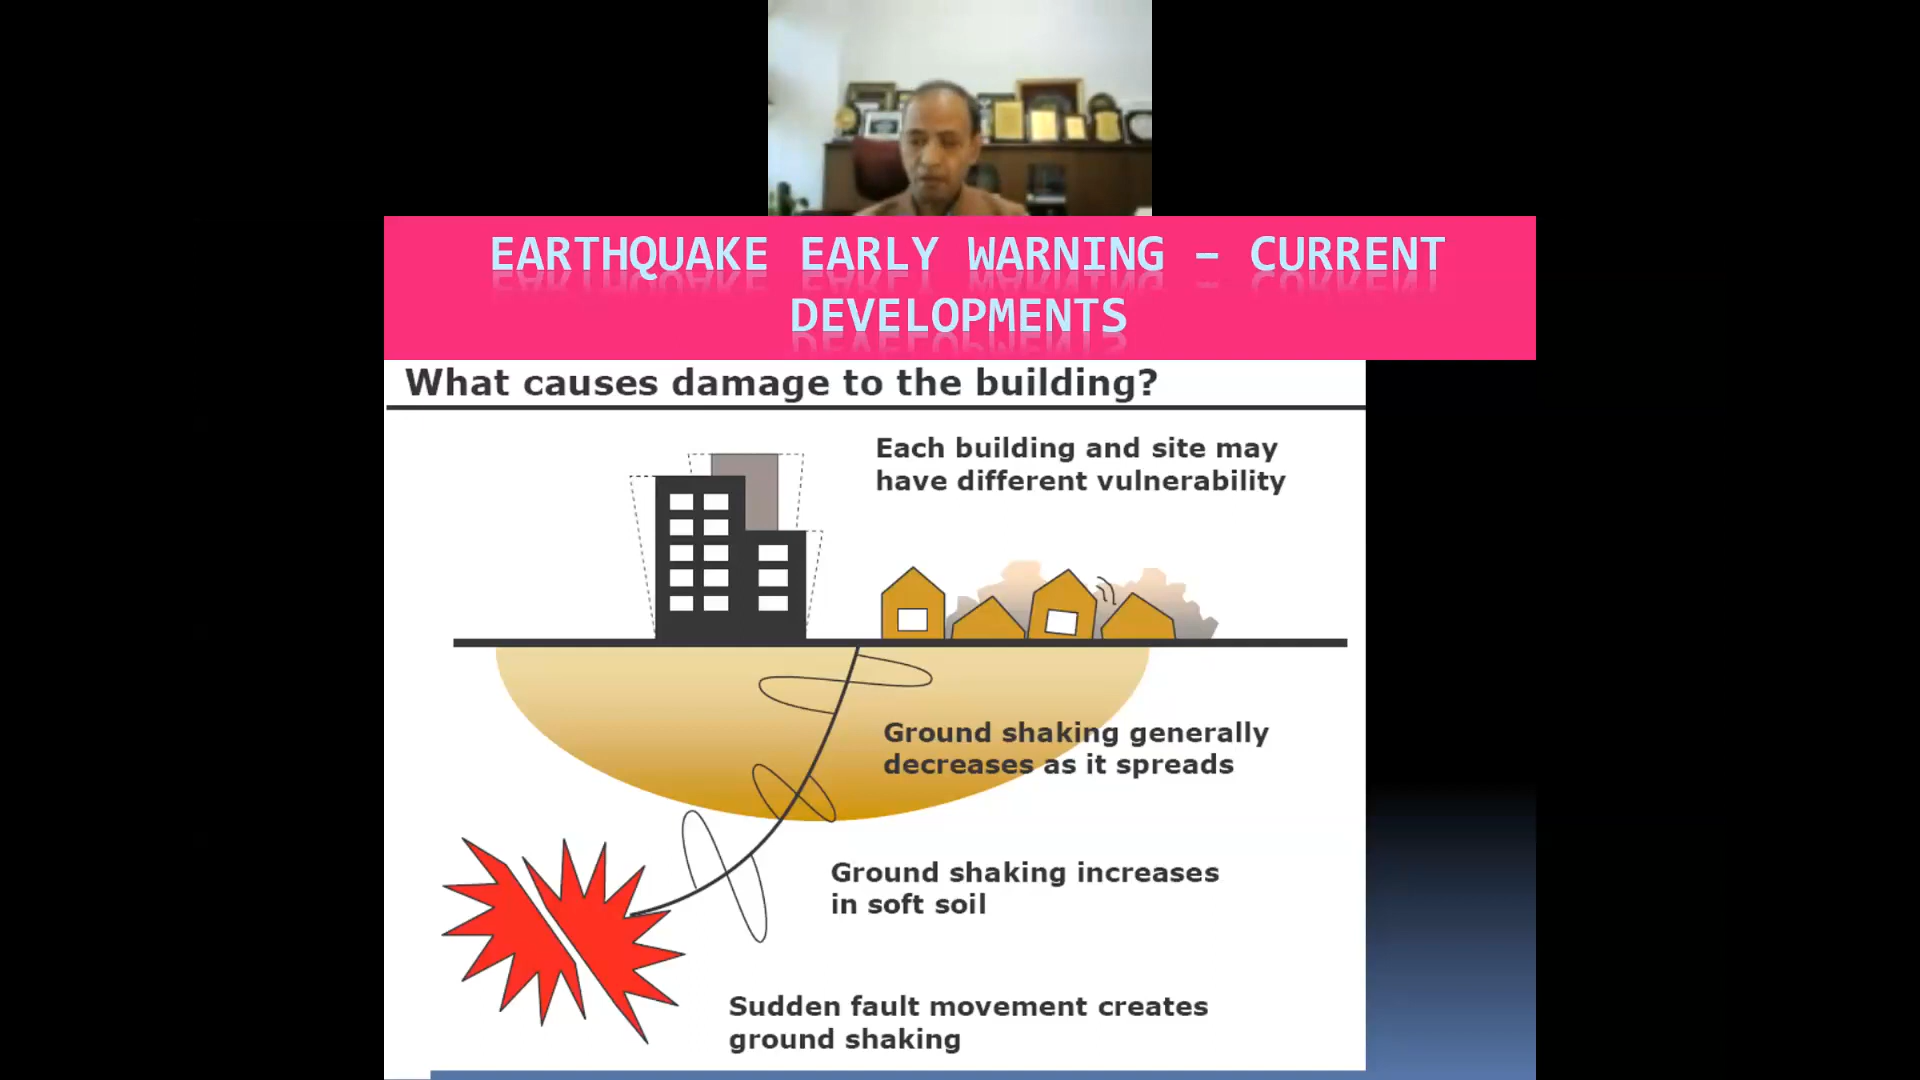 EARTHQUAKE EARLY WARNING – CURRENT
DEVELOPMENTS
What causes damage to the building?
Each building and site may
have different vulnerability
Ground shaking generally
decreases as it spreads
Ground shaking increases
in soft soil
Sudden fault movement creates
ground shaking